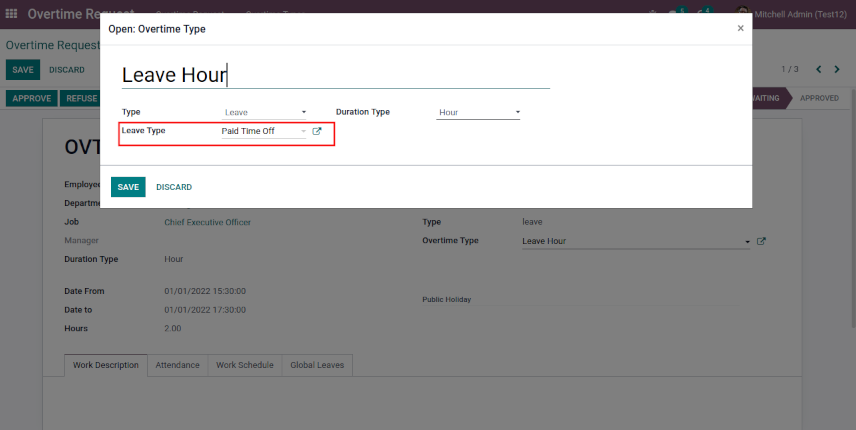 Overtime Request
5
4
Mitchell Admin (Test12)
Overtime Request
Open: Overtime Type
×
SAVE
DISCARD
1 / 3
Leave Hour
APPROVE
REFUSE
APPROVED
Type
Leave
Duration Type
Hour
Leave Type
Paid Time Off
OVT
SAVE
DISCARD
Job
Chief Executive Officer
Type
leave
Manager
Overtime Type
Leave Hour
Duration Type
Hour
Date From
01/01/2022 15:30:00
Public Holiday
Date to
01/01/2022 17:30:00
Hours
2.00
Work Description
Attendance
Work Schedule
Global Leaves